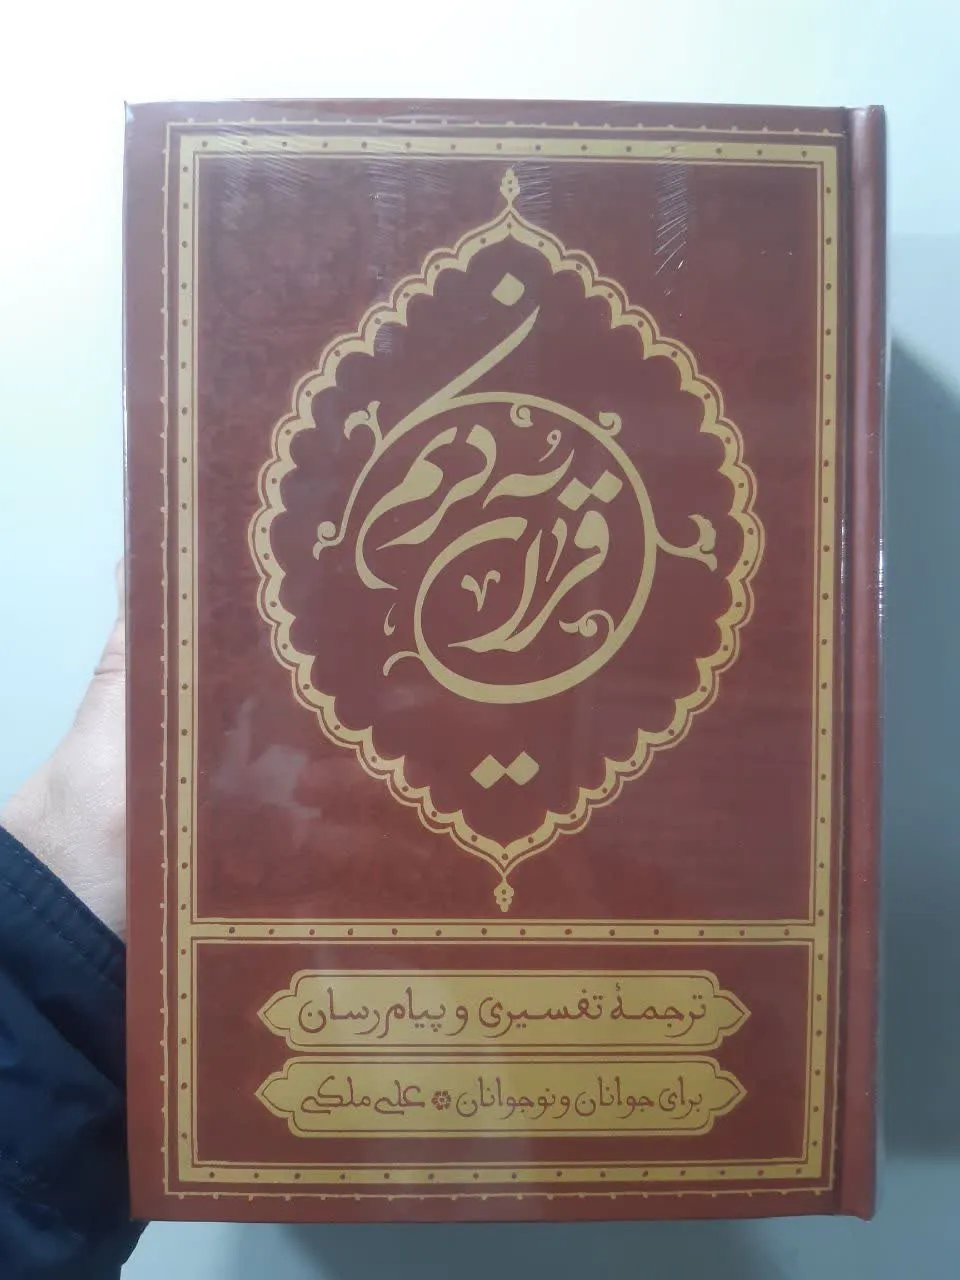 قرآن کریم
ترجمهٔ تفسیری و پیام‌رسان
برای جوانان و نوجوانان * علی ملکی